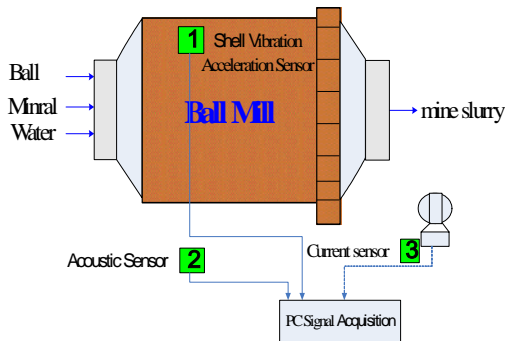 1 Shell Vibration
Acceleration Sensor
Ball
Minral
Water
Ball Mill
mine slurry
Acoustic Sensor 2
Current sensor 3
PC Signal Acquisition